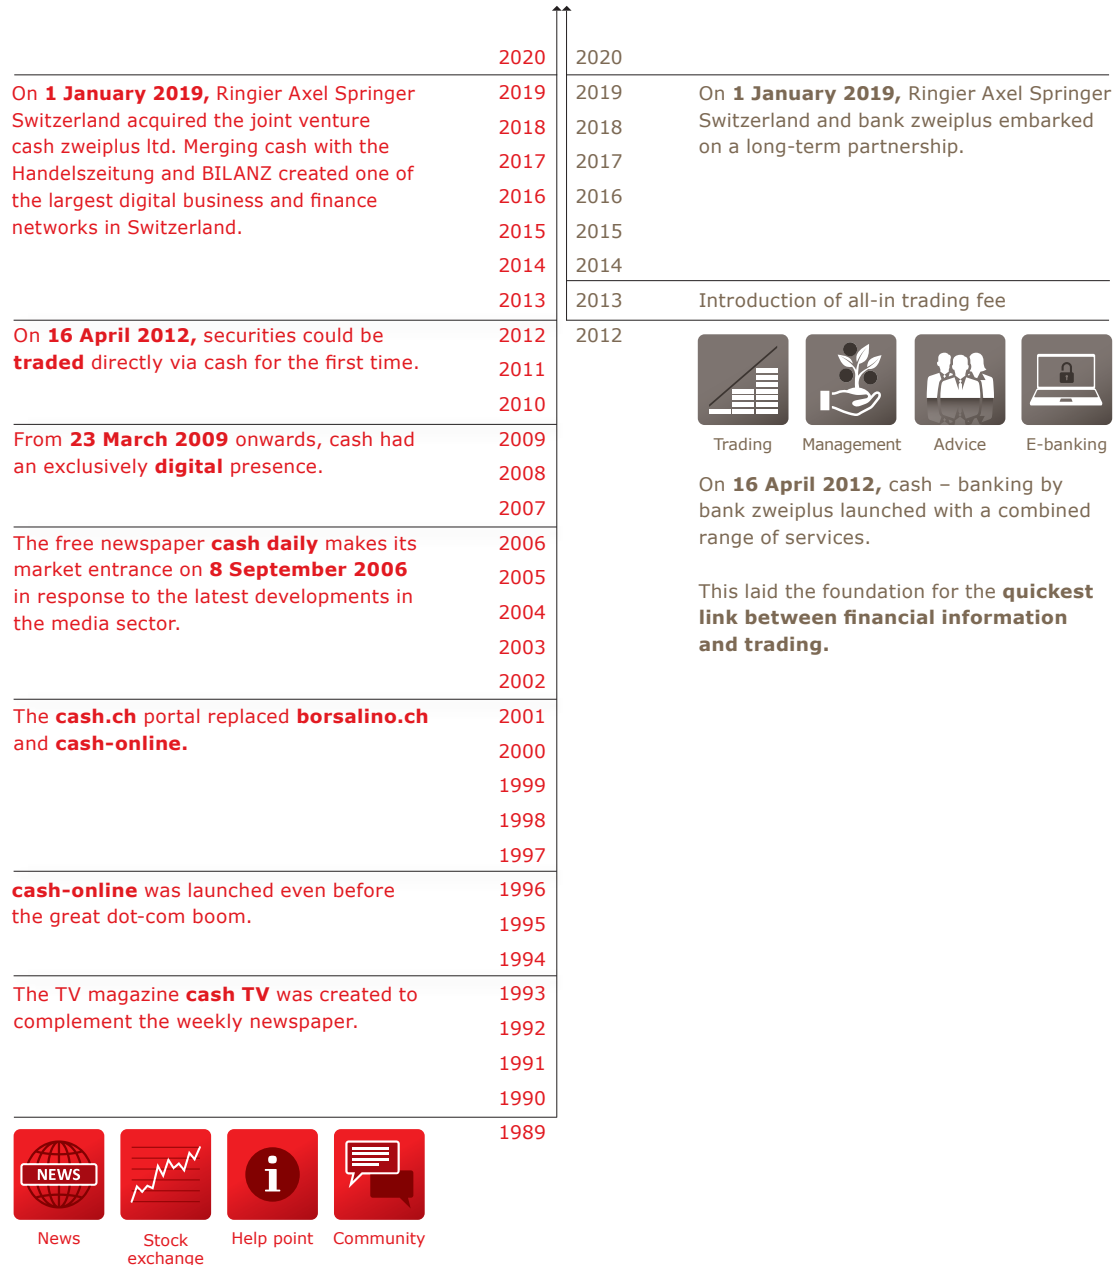 2020
On 1 January 2019, Ringier Axel Springer
Switzerland acquired the joint venture
cash zweiplus ltd. Merging cash with the
Handelszeitung and BILANZ created one of
the largest digital business and finance
networks in Switzerland.
2019
2018
2017
2016
2015
2014
2013
On 16 April 2012, securities could be
traded directly via cash for the first time.
2012
2011
2010
From 23 March 2009 onwards, cash had
an exclusively digital presence.
2009
2008
2007
The free newspaper cash daily makes its
market entrance on 8 September 2006
in response to the latest developments in
the media sector.
2006
2005
2004
2003
2002
The cash.ch portal replaced borsalino.ch
and cash-online.
2001
2000
1999
1998
1997
cash-online was launched even before
the great dot-com boom.
1996
1995
1994
The TV magazine cash TV was created to
complement the weekly newspaper.
1993
1992
1991
1990
1989
NEWS
i
News
Stock
exchange
Help point
Community
2020
2019
2018
2017
2016
2015
2014
2013
2012
On 1 January 2019, Ringier Axel Springer
Switzerland and bank zweiplus embarked
on a long-term partnership.
Introduction of all-in trading fee
Trading
Management
Advice
E-banking
On 16 April 2012, cash – banking by
bank zweiplus launched with a combined
range of services.
This laid the foundation for the quickest
link between financial information
and trading.